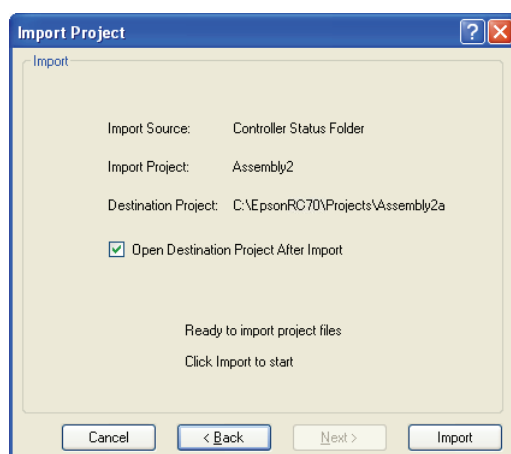 Import Project
Import
Import Source: Controller Status Folder
Import Project: Assembly2
Destination Project: C:\EpsonRC70\Projects\Assembly2a
Open Destination Project After Import
Ready to import project files
Click Import to start
Cancel < Back Next > Import